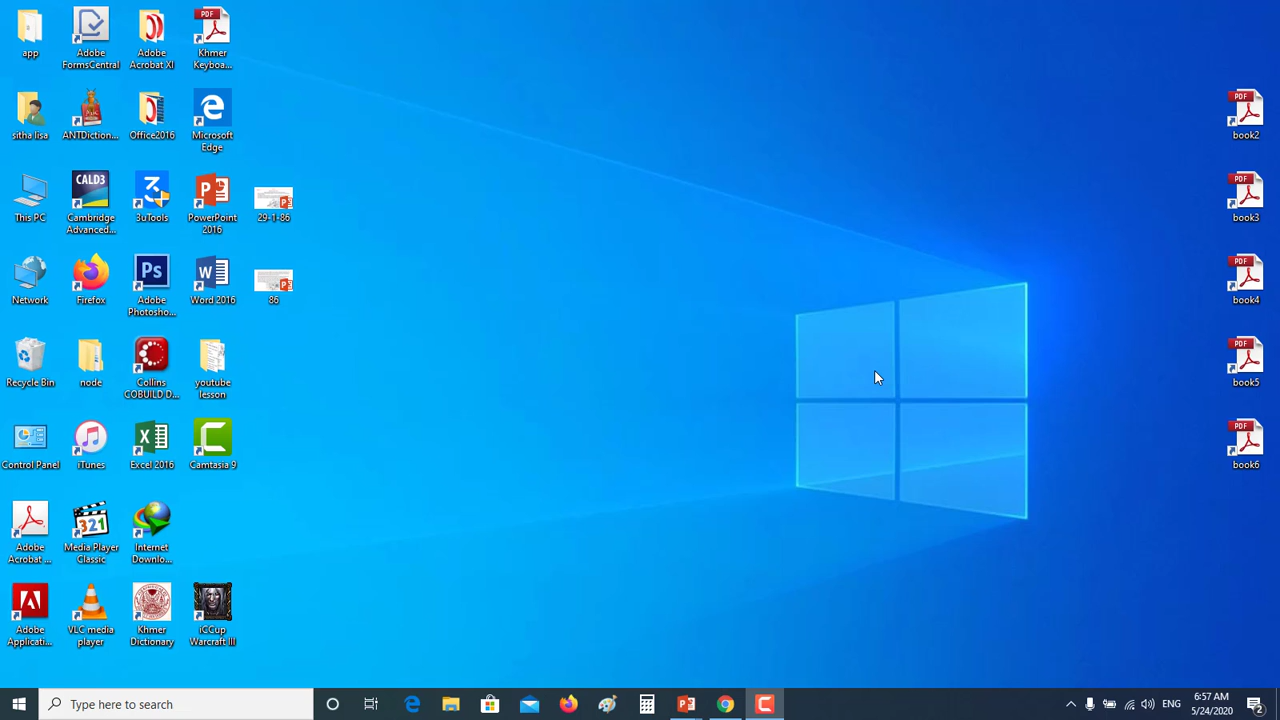 app
Adobe
FormsCentral
Adobe
Acrobat XI
PDF
Khmer
Keyboa...
sitha lisa
ANTDiction...
Office2016
Microsoft
Edge
This PC
CALD3
Cambridge
Advanced...
3uTools
PowerPoint
2016
29-1-86
Network
Firefox
Ps
Adobe
Photosho...
Word 2016
86
Recycle Bin
node
Collins
COBUILD D...
youtube
lesson
Control Panel
iTunes
Excel 2016
Camtasia 9
Adobe
Acrobat ...
321
Media Player
Classic
Internet
Downlo...
Adobe
Applicati...
VLC media
player
Khmer
Dictionary
iCCup
Warcraft III
PDF
book2
PDF
book3
PDF
book4
PDF
book5
PDF
book6
Type here to search
ENG
6:57 AM
5/24/2020
2